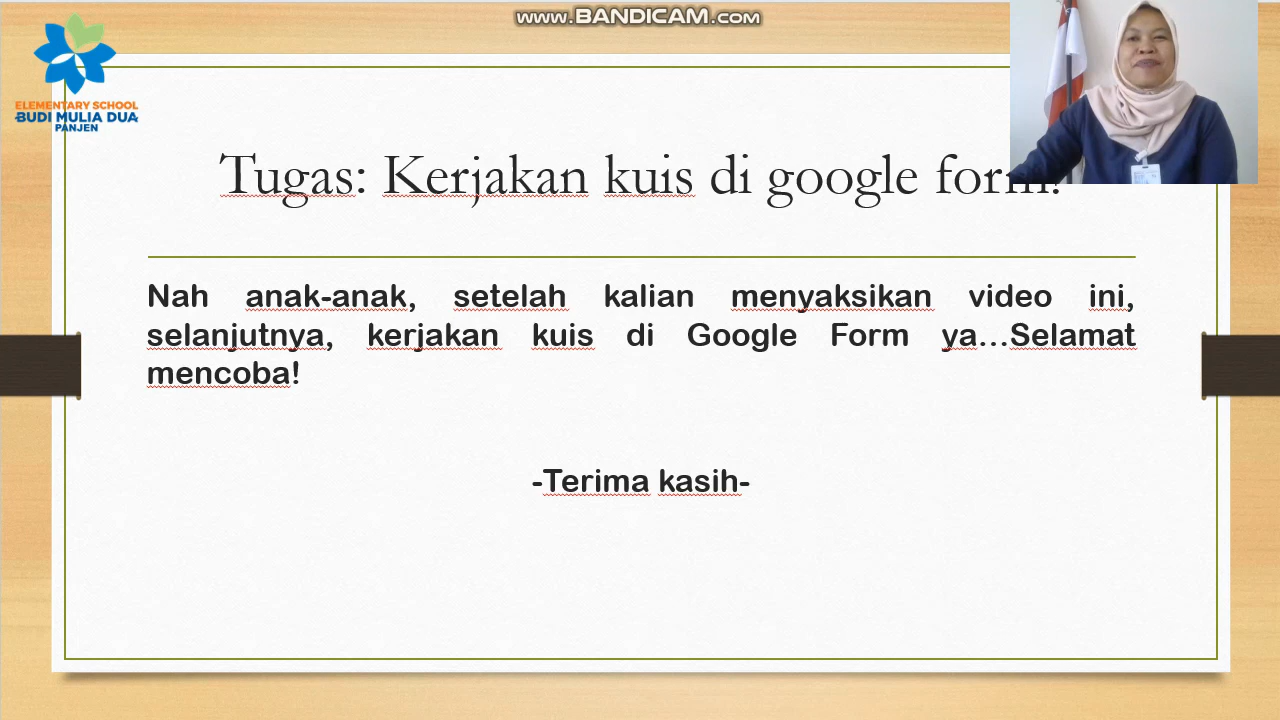 www.BANDICAM.com
ELEMENTARY SCHOOL
BUDI MULIA DUA
PANJEN
Tugas: Kerjakan kuis di google form!
Nah anak-anak, setelah kalian menyaksikan video ini,
selanjutnya, kerjakan kuis di Google Form ya...Selamat
mencoba!
-Terima kasih-